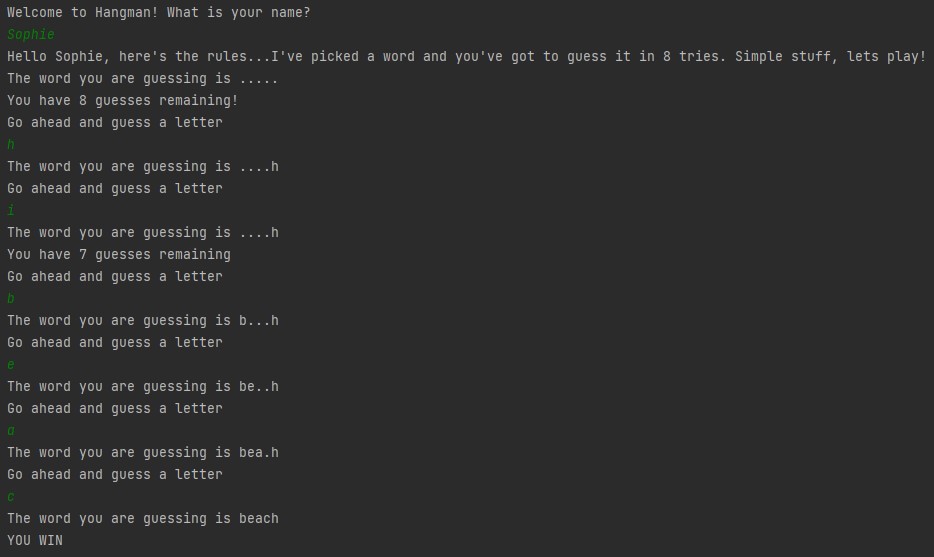 Welcome to Hangman! What is your name?
Sophie
Hello Sophie, here's the rules...I've picked a word and you've got to guess it in 8 tries. Simple stuff, lets play!
The word you are guessing is .....
You have 8 guesses remaining!
Go ahead and guess a letter
h
The word you are guessing is ....h
Go ahead and guess a letter
i
The word you are guessing is ....h
You have 7 guesses remaining
Go ahead and guess a letter
b
The word you are guessing is b...h
Go ahead and guess a letter
e
The word you are guessing is be..h
Go ahead and guess a letter
a
The word you are guessing is bea.h
Go ahead and guess a letter
c
The word you are guessing is beach
YOU WIN